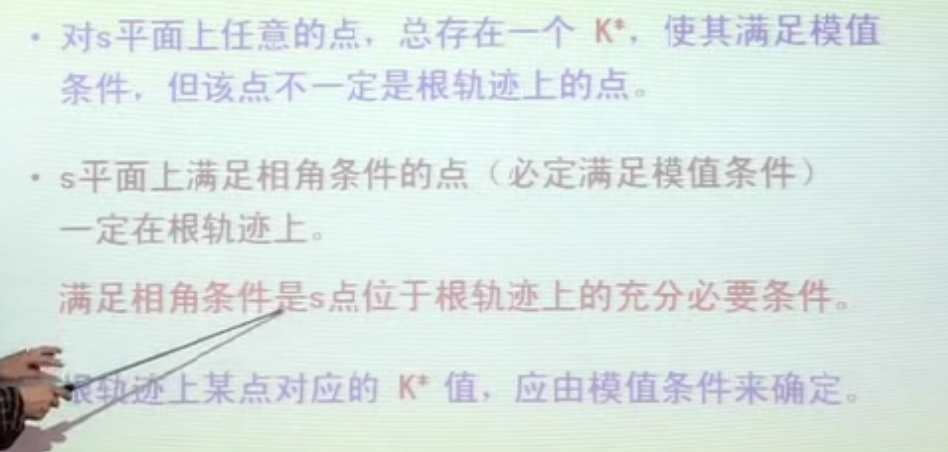 · 对s平面上任意的点，总存在一个 K*，使其满足模值
条件，但该点不一定是根轨迹上的点。
· s平面上满足相角条件的点（必定满足模值条件）
一定在根轨迹上。
满足相角条件是s点位于根轨迹上的充分必要条件。
根轨迹上某点对应的 K* 值，应由模值条件来确定。